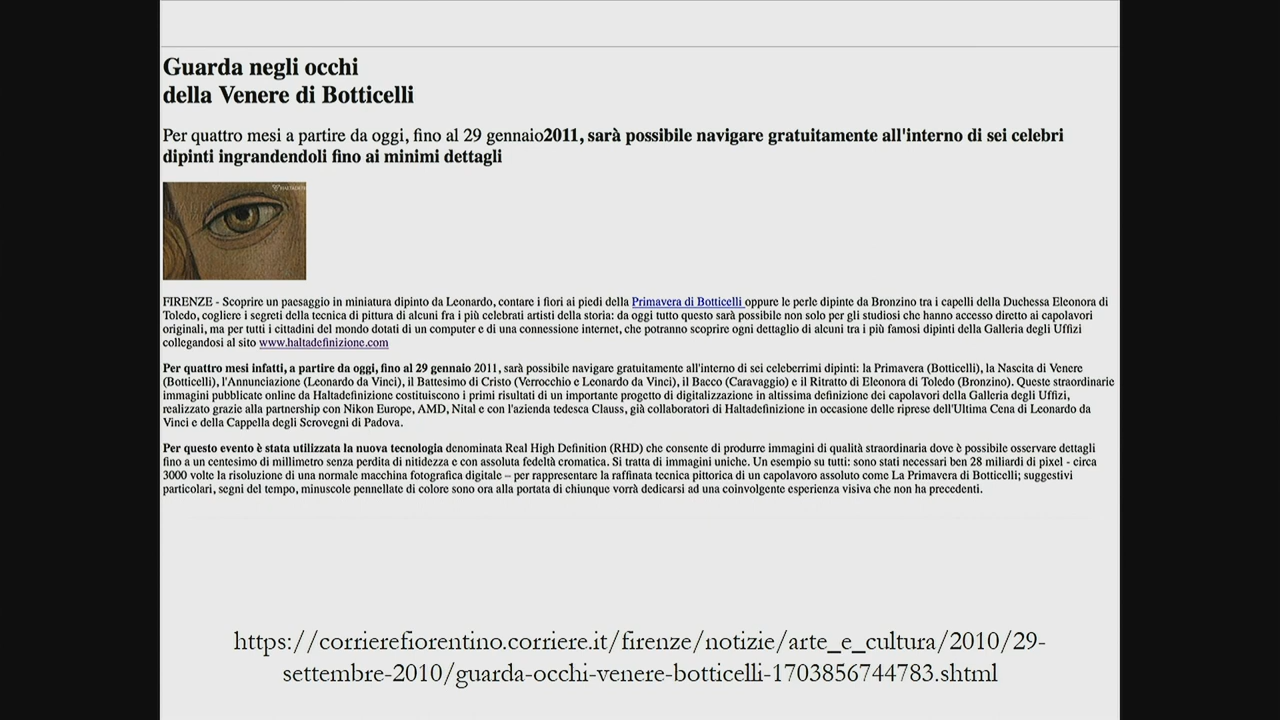 Guarda negli occhi
della Venere di Botticelli
Per quattro mesi a partire da oggi, fino al 29 gennaio2011, sarà possibile navigare gratuitamente all'interno di sei celebri
dipinti ingrandendoli fino ai minimi dettagli
FIRENZE - Scoprire un paesaggio in miniatura dipinto da Leonardo, contare i fiori ai piedi della Primavera di Botticelli oppure le perle dipinte da Bronzino tra i capelli della Duchessa Eleonora di
Toledo, cogliere i segreti della tecnica di pittura di alcuni fra i più celebrati artisti della storia: da oggi tutto questo sarà possibile non solo per gli studiosi che hanno accesso diretto ai capolavori
originali, ma per tutti i cittadini del mondo dotati di un computer e di una connessione internet, che potranno scoprire ogni dettaglio di alcuni tra i più famosi dipinti della Galleria degli Uffizi
collegandosi al sito www.haltadefinizione.com
Per quattro mesi infatti, a partire da oggi, fino al 29 gennaio 2011, sarà possibile navigare gratuitamente all'interno di sei celeberrimi dipinti: la Primavera (Botticelli), la Nascita di Venere
(Botticelli), l'Annunciazione (Leonardo da Vinci), il Battesimo di Cristo (Verrocchio e Leonardo da Vinci), il Bacco (Caravaggio) e il Ritratto di Eleonora di Toledo (Bronzino). Queste straordinarie
immagini pubblicate online da Haltadefinizione costituiscono i primi risultati di un importante progetto di digitalizzazione in altissima definizione dei capolavori della Galleria degli Uffizi,
realizzato grazie alla partnership con Nikon Europe, AMD, Nital e con l'azienda tedesca Clauss, già collaboratori di Haltadefinizione in occasione delle riprese dell'Ultima Cena di Leonardo da
Vinci e della Cappella degli Scrovegni di Padova.
Per questo evento è stata utilizzata la nuova tecnologia denominata Real High Definition (RHD) che consente di produrre immagini di qualità straordinaria dove è possibile osservare dettagli
fino a un centesimo di millimetro senza perdita di nitidezza e con assoluta fedeltà cromatica. Si tratta di immagini uniche. Un esempio su tutti: sono stati necessari ben 28 miliardi di pixel - circa
3000 volte la risoluzione di una normale macchina fotografica digitale – per rappresentare la raffinata tecnica pittorica di un capolavoro assoluto come La Primavera di Botticelli; suggestivi
particolari, segni del tempo, minuscole pennellate di colore sono ora alla portata di chiunque vorrà dedicarsi ad una coinvolgente esperienza visiva che non ha precedenti.
https://corrierefiorentino.corriere.it/firenze/notizie/arte_e_cultura/2010/29-
settembre-2010/guarda-occhi-venere-botticelli-1703856744783.shtml